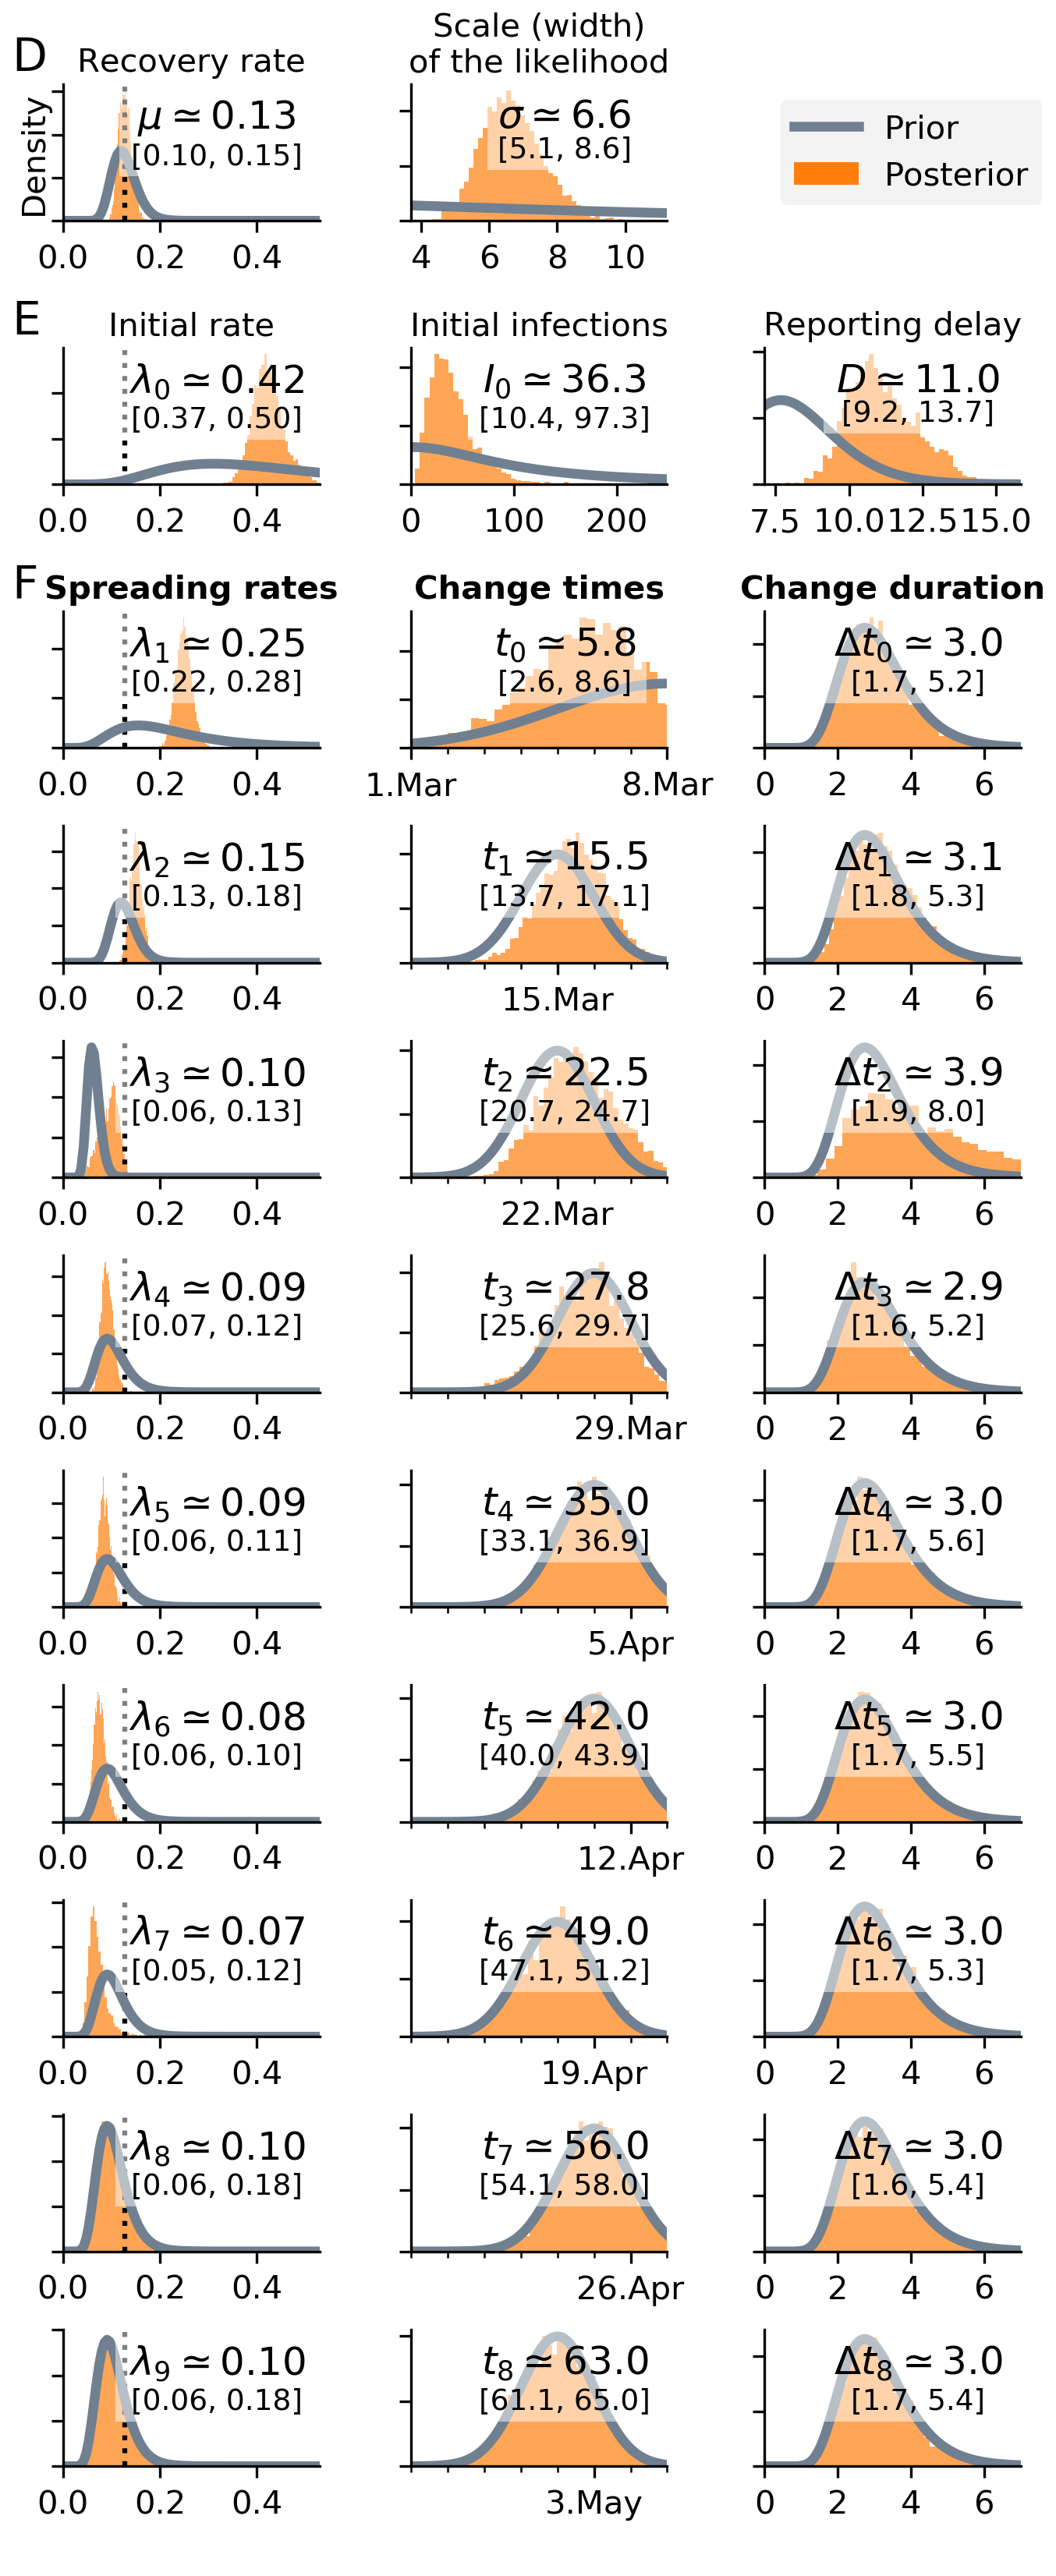 D
Recovery rate
Scale (width)
of the likelihood
Density
μ ≃ 0.13
[0.10, 0.15]
0.0 0.2 0.4
σ ≃ 6.6
[5.1, 8.6]
4 6 8 10
Prior
Posterior
E
Initial rate
λ0 ≃ 0.42
[0.37, 0.50]
0.0 0.2 0.4
Initial infections
I0 ≃ 36.3
[10.4, 97.3]
0 100 200
Reporting delay
D ≃ 11.0
[9.2, 13.7]
7.5 10.0 12.5 15.0
F
Spreading rates
Change times
Change duration
λ1 ≃ 0.25
[0.22, 0.28]
0.0 0.2 0.4
t0 ≃ 5.8
[2.6, 8.6]
1.Mar 8.Mar
Δt0 ≃ 3.0
[1.7, 5.2]
0 2 4 6
λ2 ≃ 0.15
[0.13, 0.18]
0.0 0.2 0.4
t1 ≃ 15.5
[13.7, 17.1]
15.Mar
Δt1 ≃ 3.1
[1.8, 5.3]
0 2 4 6
λ3 ≃ 0.10
[0.06, 0.13]
0.0 0.2 0.4
t2 ≃ 22.5
[20.7, 24.7]
22.Mar
Δt2 ≃ 3.9
[1.9, 8.0]
0 2 4 6
λ4 ≃ 0.09
[0.07, 0.12]
0.0 0.2 0.4
t3 ≃ 27.8
[25.6, 29.7]
29.Mar
Δt3 ≃ 2.9
[1.6, 5.2]
0 2 4 6
λ5 ≃ 0.09
[0.06, 0.11]
0.0 0.2 0.4
t4 ≃ 35.0
[33.1, 36.9]
5.Apr
Δt4 ≃ 3.0
[1.7, 5.6]
0 2 4 6
λ6 ≃ 0.08
[0.06, 0.10]
0.0 0.2 0.4
t5 ≃ 42.0
[40.0, 43.9]
12.Apr
Δt5 ≃ 3.0
[1.7, 5.5]
0 2 4 6
λ7 ≃ 0.07
[0.05, 0.12]
0.0 0.2 0.4
t6 ≃ 49.0
[47.1, 51.2]
19.Apr
Δt6 ≃ 3.0
[1.7, 5.3]
0 2 4 6
λ8 ≃ 0.10
[0.06, 0.18]
0.0 0.2 0.4
t7 ≃ 56.0
[54.1, 58.0]
26.Apr
Δt7 ≃ 3.0
[1.6, 5.4]
0 2 4 6
λ9 ≃ 0.10
[0.06, 0.18]
0.0 0.2 0.4
t8 ≃ 63.0
[61.1, 65.0]
3.May
Δt8 ≃ 3.0
[1.7, 5.4]
0 2 4 6